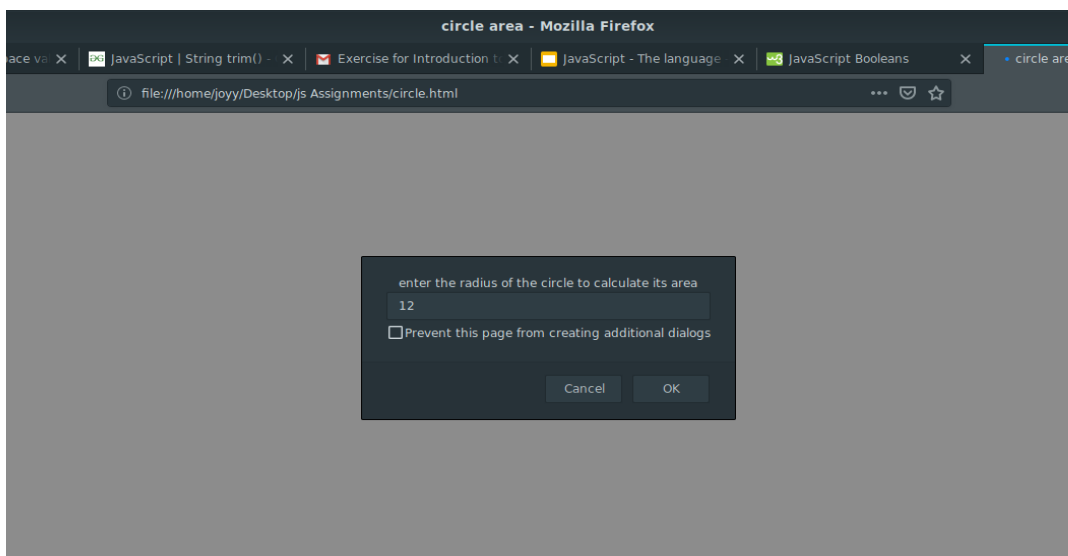 circle area - Mozilla Firefox
pace va JavaScript | String trim() - Exercise for Introduction t JavaScript - The language JavaScript Booleans circle are
file:///home/joyy/Desktop/js Assignments/circle.html
enter the radius of the circle to calculate its area
12
Prevent this page from creating additional dialogs
Cancel OK